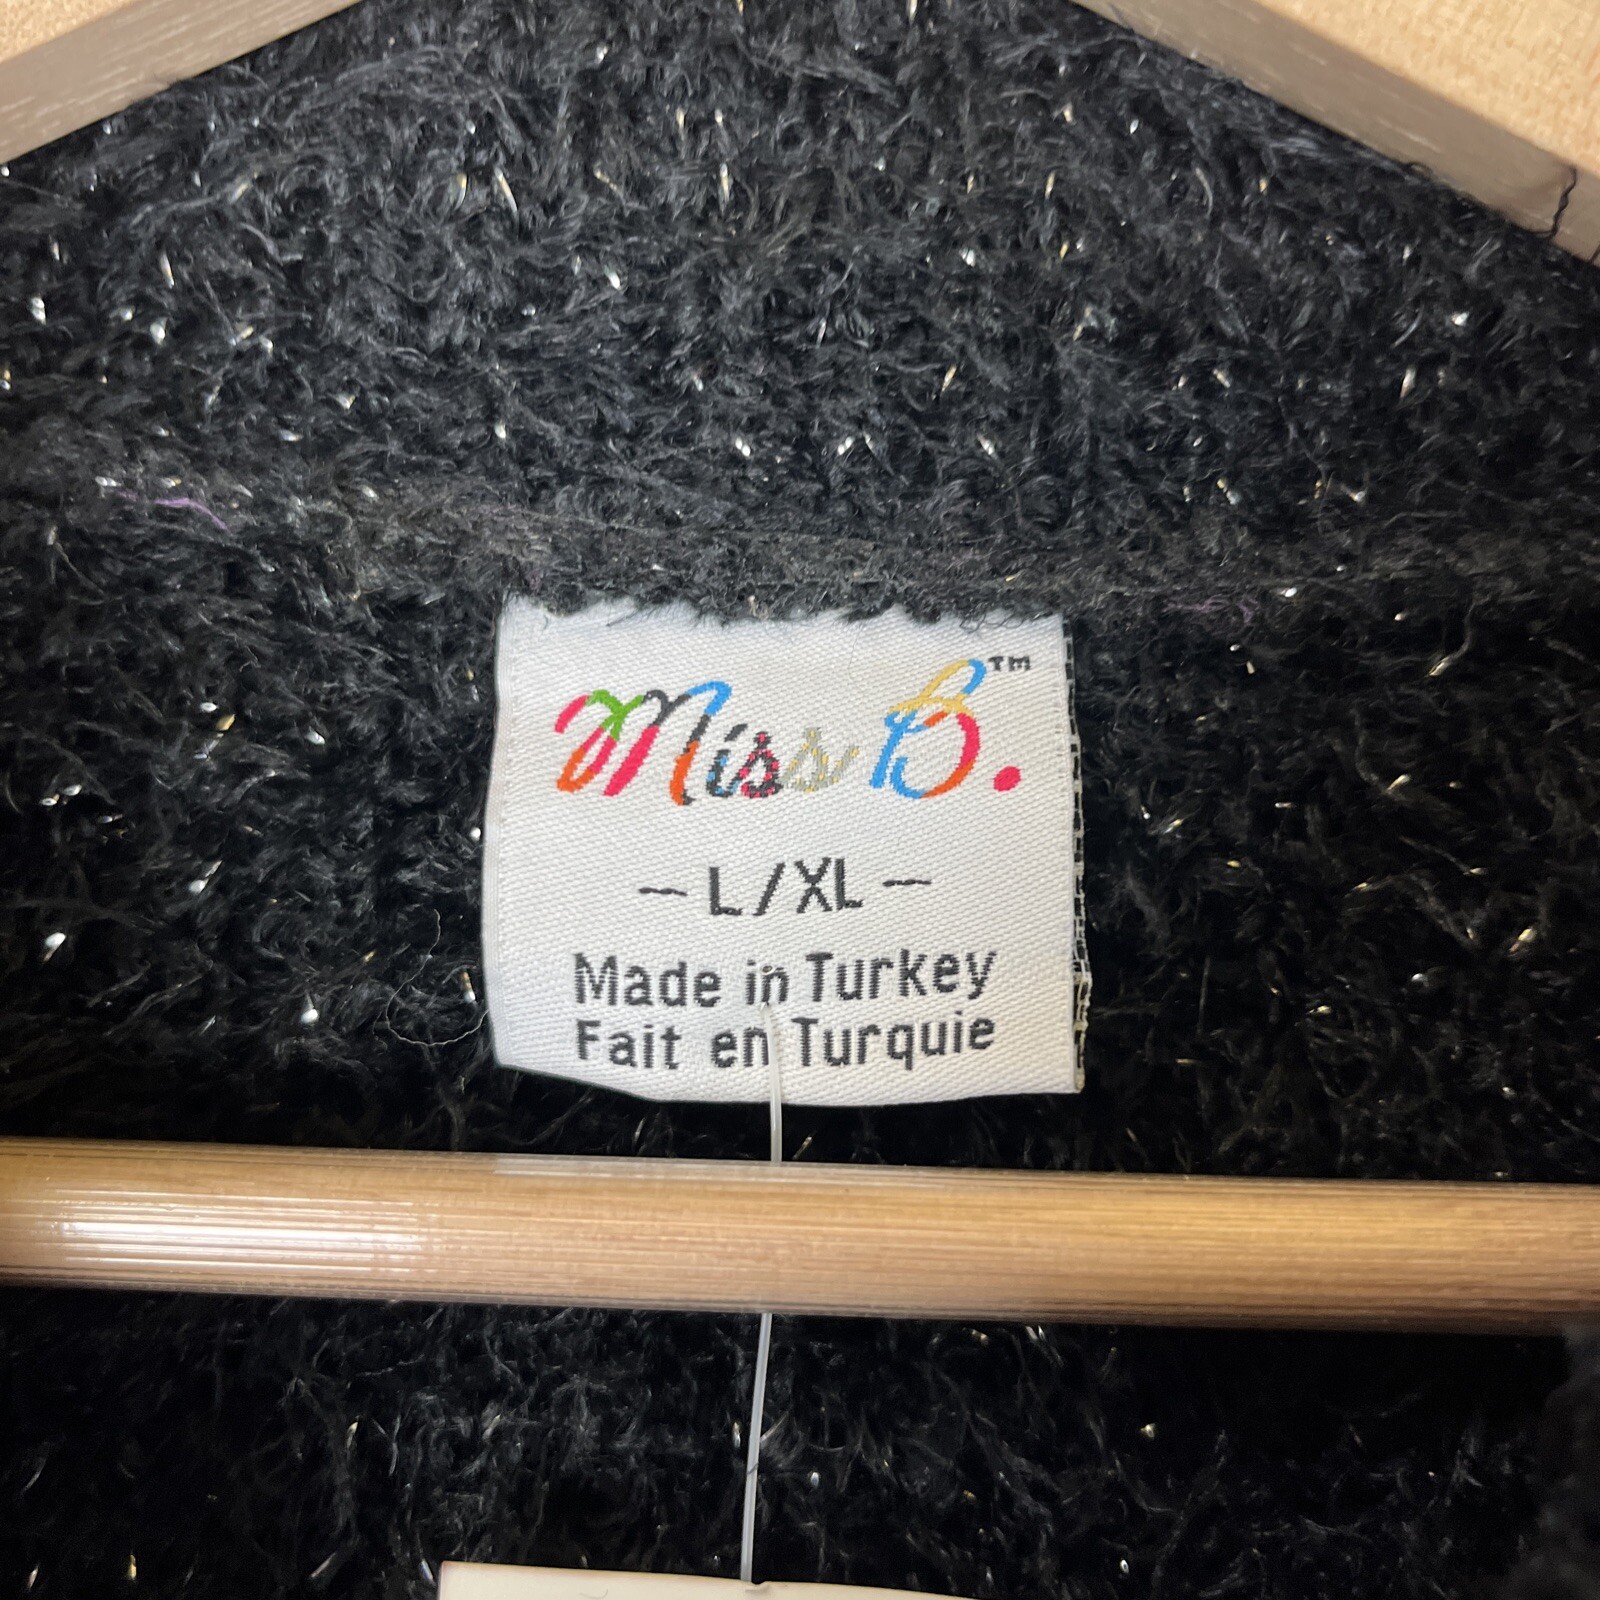 Miss B.™
- L/XL -
Made in Turkey
Fait en Turquie